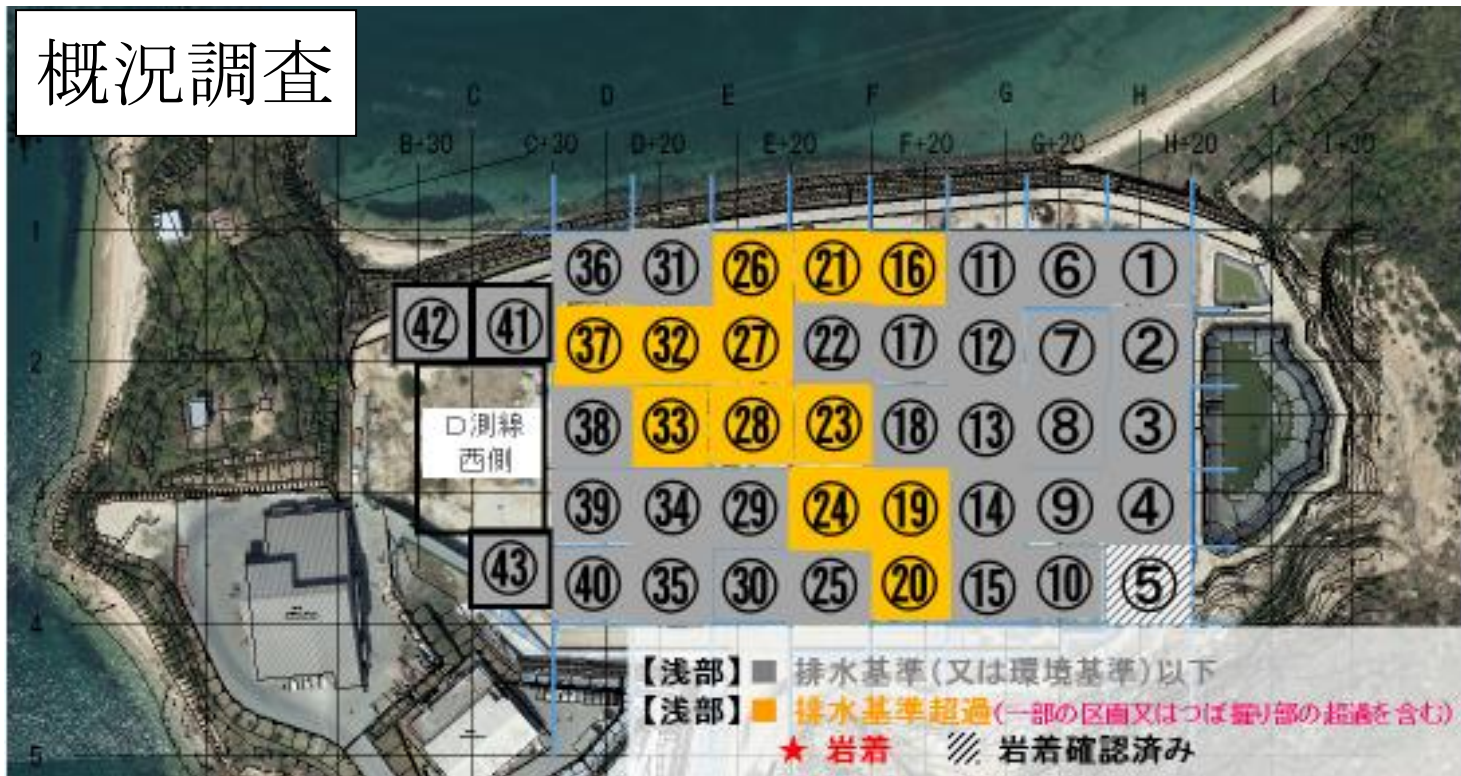 概況調査
C D E F G H I
B+30 C+30 D+20 E+20 F+20 G+20 H+20 I+30
1
㊱ ㉛ ㉖ ㉑ ⑯ ⑪ ⑥ ①
㊷ ㊶
㊲ ㉜ ㉗ ㉒ ⑰ ⑫ ⑦ ②
2
㊳ ㉝ ㉘ ㉓ ⑱ ⑬ ⑧ ③
D測線
西側
㊴ ㉞ ㉙ ㉔ ⑲ ⑭ ⑨ ④
㊸
㊵ ㉟ ㉚ ㉕ ⑳ ⑮ ⑩ ⑤
4
【浅部】■ 排水基準(又は環境基準)以下
【浅部】■ 排水基準超過(一部の区画又はつぼ掘り部の超過を含む)
★ 岩着 岩着確認済み
5